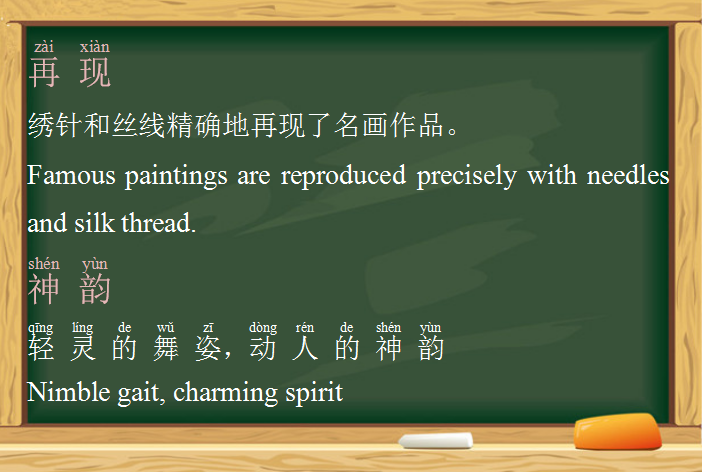 zài xiàn
再 现
绣针和丝线精确地再现了名画作品。
Famous paintings are reproduced precisely with needles
and silk thread.
shén yùn
神 韵
qīng líng de wǔ zī dòng rén de shén yùn
轻 灵 的 舞 姿，动 人 的 神 韵
Nimble gait, charming spirit